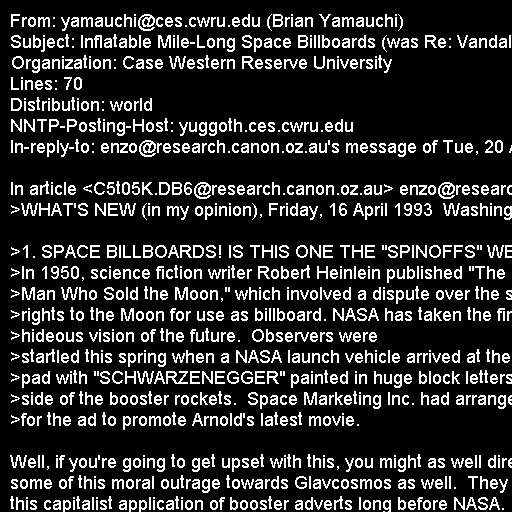 From: yamauchi@ces.cwru.edu (Brian Yamauchi)
Subject: Inflatable Mile-Long Space Billboards (was Re: Vandal
Organization: Case Western Reserve University
Lines: 70
Distribution: world
NNTP-Posting-Host: yuggoth.ces.cwru.edu
In-reply-to: enzo@research.canon.oz.au's message of Tue, 20

In article <C5t05K.DB6@research.canon.oz.au> enzo@researc
>WHAT'S NEW (in my opinion), Friday, 16 April 1993  Washing

>1. SPACE BILLBOARDS! IS THIS ONE THE "SPINOFFS" WE
>In 1950, science fiction writer Robert Heinlein published "The
>Man Who Sold the Moon," which involved a dispute over the s
>rights to the Moon for use as billboard. NASA has taken the fir
>hideous vision of the future.  Observers were
>startled this spring when a NASA launch vehicle arrived at the
>pad with "SCHWARZENEGGER" painted in huge block letters
>side of the booster rockets.  Space Marketing Inc. had arrange
>for the ad to promote Arnold's latest movie.

Well, if you're going to get upset with this, you might as well dire
some of this moral outrage towards Glavcosmos as well.  They
this capitalist application of booster adverts long before NASA.